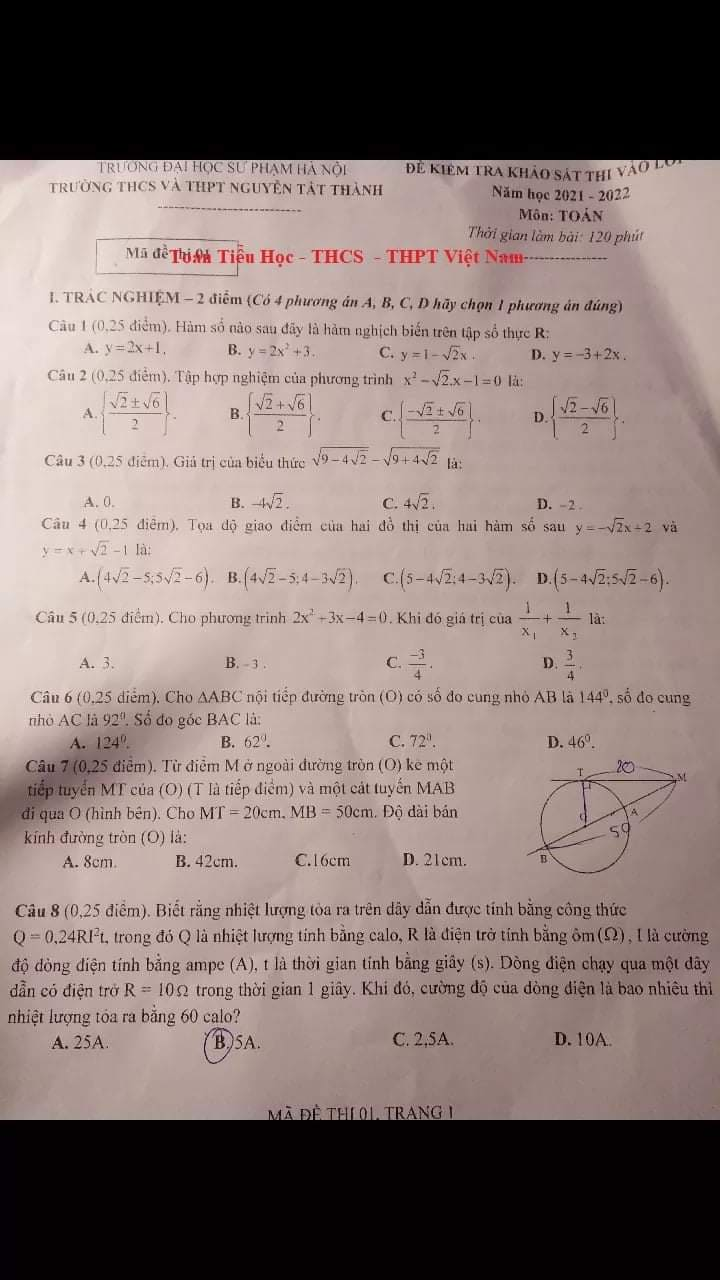 TRƯỜNG ĐẠI HỌC SƯ PHẠM HÀ NỘI
TRƯỜNG THCS VÀ THPT NGUYỄN TẤT THÀNH
ĐỀ KIỂM TRA KHẢO SÁT THI VÀO
Năm học 2021 - 2022
Môn: TOÁN
Thời gian làm bài: 120 phút
Mã đề thi 01
Toán Tiểu Học - THCS - THPT Việt Nam
I. TRẮC NGHIỆM – 2 điểm (Có 4 phương án A, B, C, D hãy chọn 1 phương án đúng)
Câu 1 (0,25 điểm). Hàm số nào sau đây là hàm nghịch biến trên tập số thực R:
A. y=2x+1. B. y=2x²+3. C. y=1−√2x. D. y=−3+2x.
Câu 2 (0,25 điểm). Tập hợp nghiệm của phương trình x²−√2.x−1=0 là:
A. {(√2±√6)/2}. B. {(√2+√6)/2}. C. {(−√2±√6)/2}. D. {(√2−√6)/2}.
Câu 3 (0,25 điểm). Giá trị của biểu thức √(9−4√2) − √(9+4√2) là:
A. 0. B. −4√2. C. 4√2. D. −2.
Câu 4 (0,25 điểm). Tọa độ giao điểm của hai đồ thị của hai hàm số sau y=−√2x+2 và
y=x+√2−1 là:
A. (4√2−5;5√2−6). B. (4√2−5;4−3√2). C. (5−4√2;4−3√2). D. (5−4√2;5√2−6).
Câu 5 (0,25 điểm). Cho phương trình 2x²+3x−4=0. Khi đó giá trị của 1/x₁ + 1/x₂ là:
A. 3. B. −3. C. −3/4. D. 3/4.
Câu 6 (0,25 điểm). Cho ΔABC nội tiếp đường tròn (O) có số đo cung nhỏ AB là 144⁰, số đo cung
nhỏ AC là 92⁰. Số đo góc BAC là:
A. 124⁰. B. 62⁰. C. 72⁰. D. 46⁰.
Câu 7 (0,25 điểm). Từ điểm M ở ngoài đường tròn (O) kẻ một
tiếp tuyến MT của (O) (T là tiếp điểm) và một cát tuyến MAB
đi qua O (hình bên). Cho MT = 20cm, MB = 50cm. Độ dài bán
kính đường tròn (O) là:
A. 8cm. B. 42cm. C.16cm D. 21cm.
T 20 M
O A
50
B
Câu 8 (0,25 điểm). Biết rằng nhiệt lượng tỏa ra trên dây dẫn được tính bằng công thức
Q = 0,24RI²t, trong đó Q là nhiệt lượng tính bằng calo, R là điện trở tính bằng ôm (Ω), I là cường
độ dòng điện tính bằng ampe (A), t là thời gian tính bằng giây (s). Dòng điện chạy qua một dây
dẫn có điện trở R = 10Ω trong thời gian 1 giây. Khi đó, cường độ của dòng điện là bao nhiêu thì
nhiệt lượng tỏa ra bằng 60 calo?
A. 25A. B. 5A. C. 2,5A. D. 10A.
MÃ ĐỀ THI 01, TRANG 1